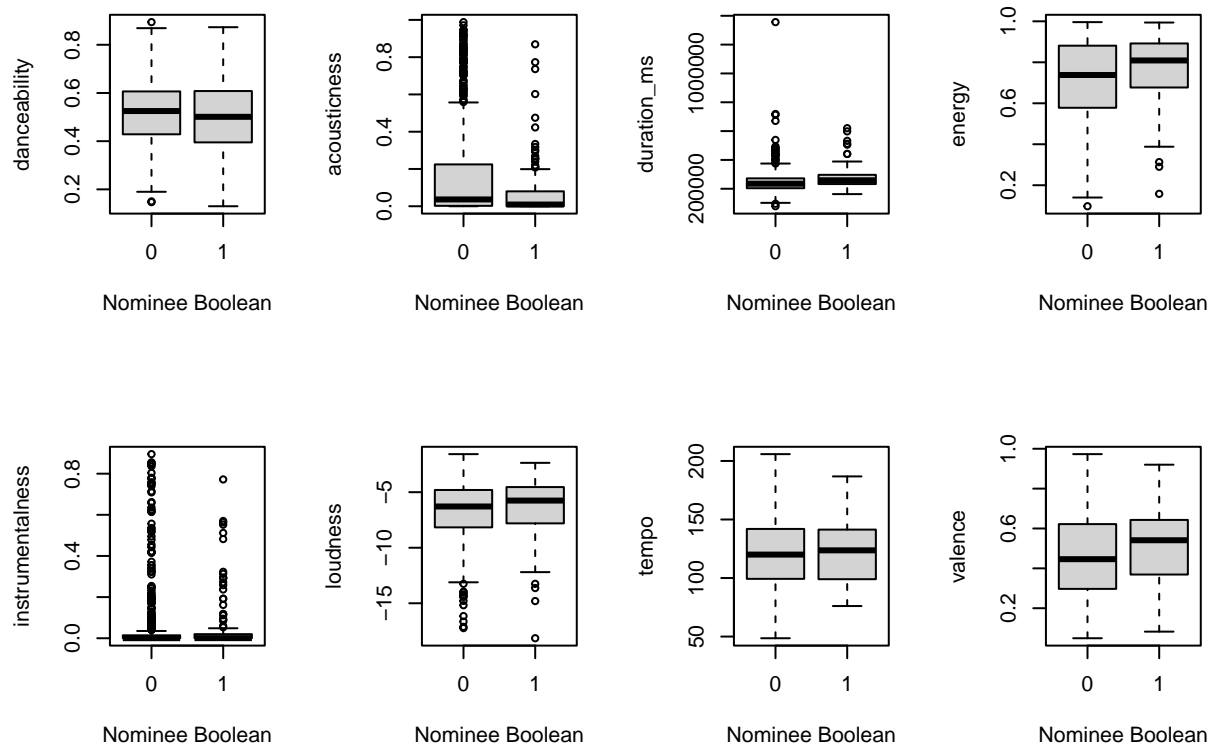 danceability
0.2 0.4 0.6 0.8
0 1
Nominee Boolean
acousticness
0.0 0.4 0.8
0 1
Nominee Boolean
duration_ms
200000 1000000
0 1
Nominee Boolean
energy
0.2 0.6 1.0
0 1
Nominee Boolean
instrumentalness
0.0 0.4 0.8
0 1
Nominee Boolean
loudness
−15 −10 −5
0 1
Nominee Boolean
tempo
50 100 150 200
0 1
Nominee Boolean
valence
0.2 0.6 1.0
0 1
Nominee Boolean